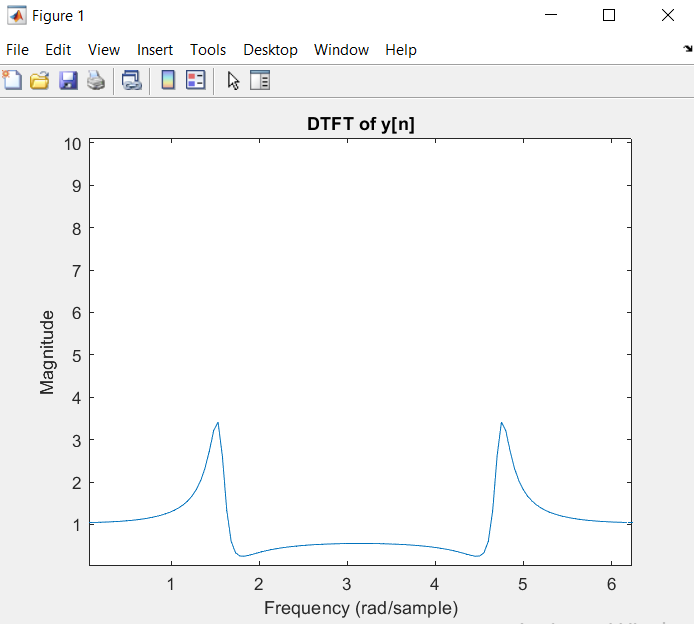 Figure 1
File Edit View Insert Tools Desktop Window Help
DTFT of y[n]
10
9
8
7
6
5
4
3
2
1
Magnitude
1 2 3 4 5 6
Frequency (rad/sample)